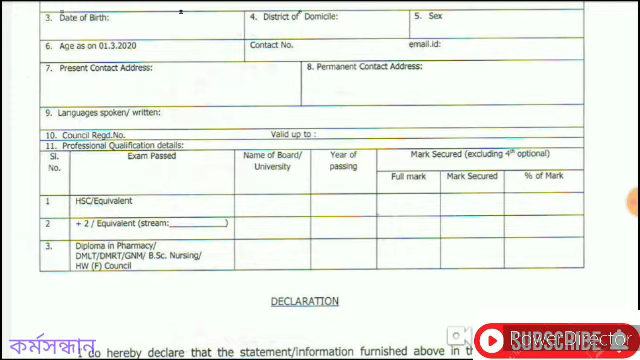 3. Date of Birth: 4. District of Domicile: 5. Sex
6. Age as on 01.3.2020 Contact No. email.id:
7. Present Contact Address: 8. Permanent Contact Address:
9. Languages spoken/ written:
10. Council Regd.No. Valid up to :
11. Professional Qualification details:
Sl. No. Exam Passed Name of Board/ University Year of passing Mark Secured (excluding 4th optional)
Full mark Mark Secured % of Mark
1 HSC/Equivalent
2 + 2 / Equivalent (stream:____________)
3. Diploma in Pharmacy/
DMLT/DMRT/GNM/ B.Sc. Nursing/
HW (F) Council
DECLARATION
do hereby declare that the statement/information furnished above in
কর্মসন্ধান
PowerDirector